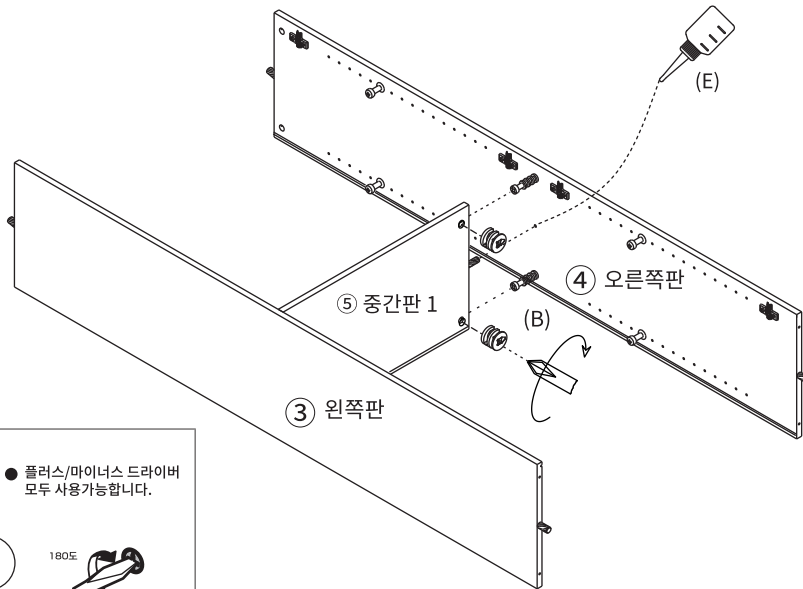 (E)
④ 오른쪽판
⑤ 중간판 1
(B)
③ 왼쪽판
● 플러스/마이너스 드라이버
모두 사용가능합니다.
180도